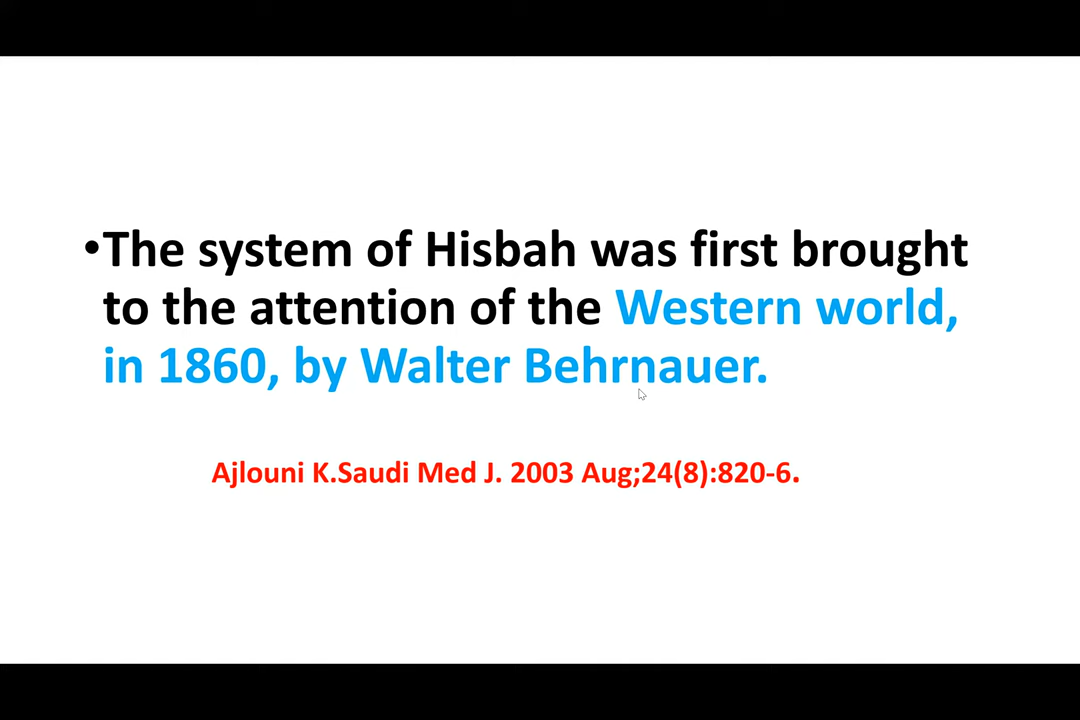 •The system of Hisbah was first brought
to the attention of the Western world,
in 1860, by Walter Behrnauer.
Ajlouni K.Saudi Med J. 2003 Aug;24(8):820-6.